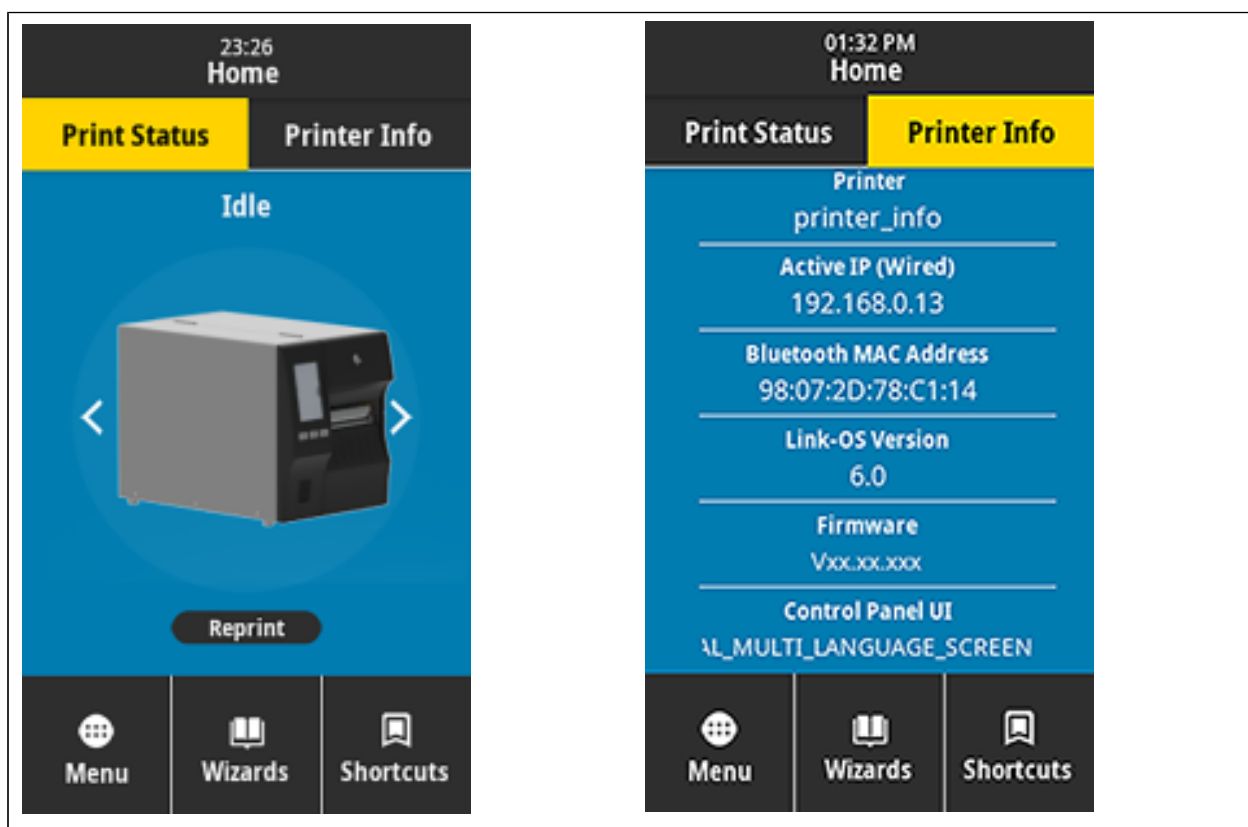 23:26
Home
Print Status
Printer Info
Idle
Reprint
Menu
Wizards
Shortcuts
01:32 PM
Home
Print Status
Printer Info
Printer
printer_info
Active IP (Wired)
192.168.0.13
Bluetooth MAC Address
98:07:2D:78:C1:14
Link-OS Version
6.0
Firmware
Vxx.xx.xxx
Control Panel UI
AL_MULTI_LANGUAGE_SCREEN
Menu
Wizards
Shortcuts